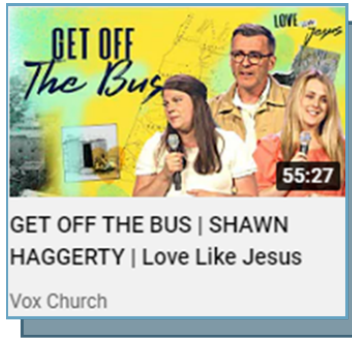 GET OFF
The Bus
LOVE like
Jesus
55:27
GET OFF THE BUS | SHAWN
HAGGERTY | Love Like Jesus
Vox Church